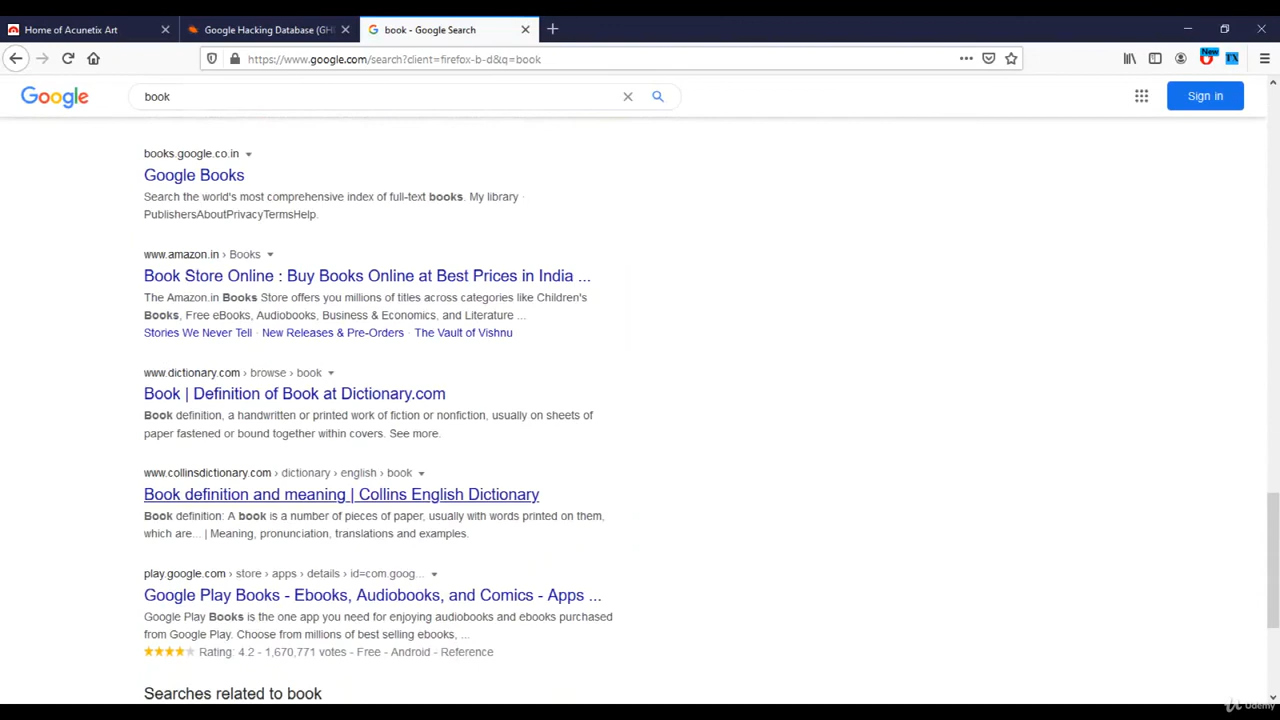 Home of Acunetix Art
Google Hacking Database (GH
book - Google Search
https://www.google.com/search?client=firefox-b-d&q=book
New
TX
Google
book
Sign in
books.google.co.in
Google Books
Search the world's most comprehensive index of full-text books. My library ·
PublishersAboutPrivacyTermsHelp.
www.amazon.in › Books
Book Store Online : Buy Books Online at Best Prices in India ...
The Amazon.in Books Store offers you millions of titles across categories like Children's
Books, Free eBooks, Audiobooks, Business & Economics, and Literature ...
Stories We Never Tell · New Releases & Pre-Orders · The Vault of Vishnu
www.dictionary.com › browse › book
Book | Definition of Book at Dictionary.com
Book definition, a handwritten or printed work of fiction or nonfiction, usually on sheets of
paper fastened or bound together within covers. See more.
www.collinsdictionary.com › dictionary › english › book
Book definition and meaning | Collins English Dictionary
Book definition: A book is a number of pieces of paper, usually with words printed on them,
which are... | Meaning, pronunciation, translations and examples.
play.google.com › store › apps › details › id=com.goog...
Google Play Books - Ebooks, Audiobooks, and Comics - Apps ...
Google Play Books is the one app you need for enjoying audiobooks and ebooks purchased
from Google Play. Choose from millions of best selling ebooks, ...
Rating: 4.2 - 1,670,771 votes - Free - Android - Reference
Searches related to book
Udemy